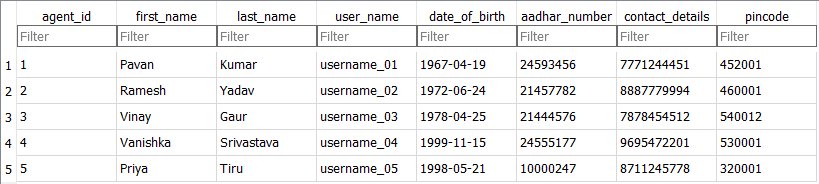 agent_id first_name last_name user_name date_of_birth aadhar_number contact_details pincode
Filter Filter Filter Filter Filter Filter Filter Filter
1 1 Pavan Kumar username_01 1967-04-19 24593456 7771244451 452001
2 2 Ramesh Yadav username_02 1972-06-24 21457782 8887779994 460001
3 3 Vinay Gaur username_03 1978-04-25 21444576 7878454512 540012
4 4 Vanishka Srivastava username_04 1999-11-15 24555177 9695472201 530001
5 5 Priya Tiru username_05 1998-05-21 10000247 8711245778 320001